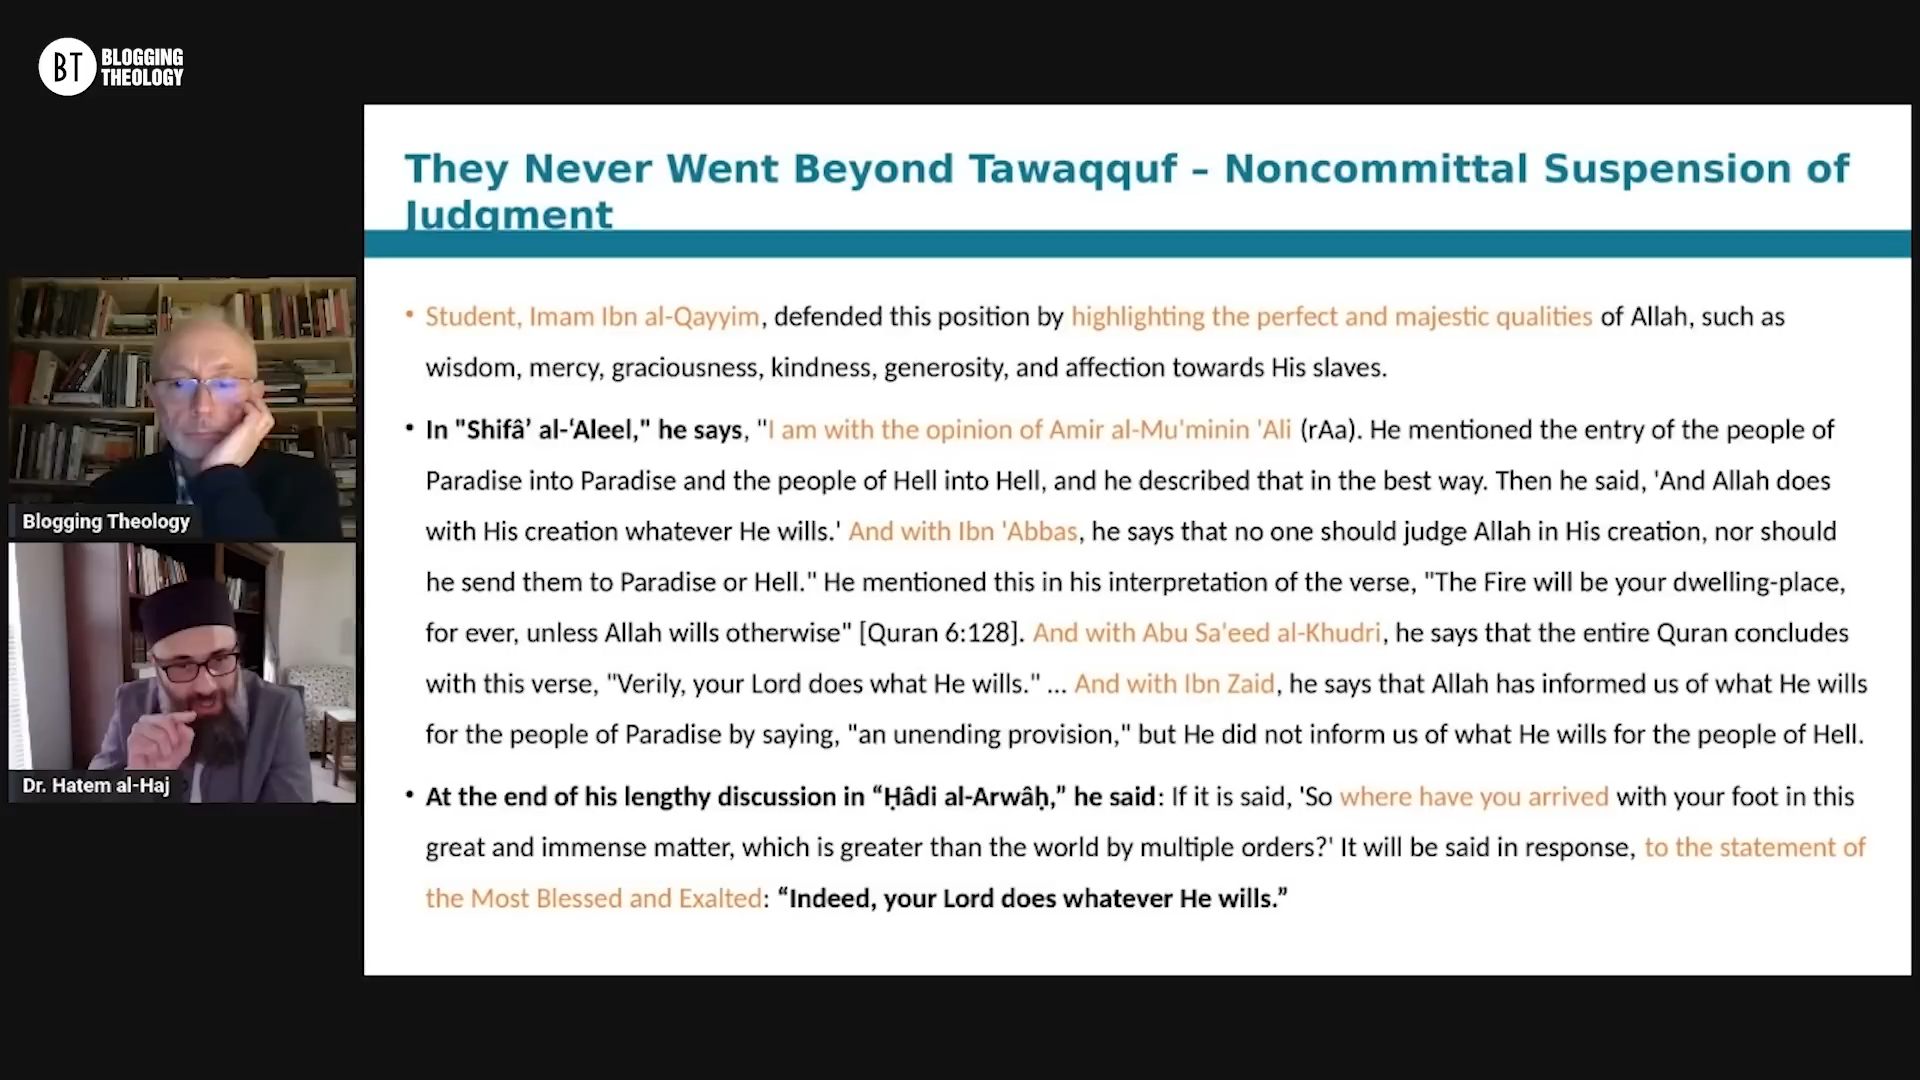 BT BLOGGING
THEOLOGY
They Never Went Beyond Tawaqquf – Noncommittal Suspension of
Judgment
• Student, Imam Ibn al-Qayyim, defended this position by highlighting the perfect and majestic qualities of Allah, such as
wisdom, mercy, graciousness, kindness, generosity, and affection towards His slaves.
• In "Shifâ’ al-‘Aleel," he says, "I am with the opinion of Amir al-Mu'minin 'Ali (rAa). He mentioned the entry of the people of
Paradise into Paradise and the people of Hell into Hell, and he described that in the best way. Then he said, 'And Allah does
with His creation whatever He wills.' And with Ibn 'Abbas, he says that no one should judge Allah in His creation, nor should
he send them to Paradise or Hell." He mentioned this in his interpretation of the verse, "The Fire will be your dwelling-place,
for ever, unless Allah wills otherwise" [Quran 6:128]. And with Abu Sa'eed al-Khudri, he says that the entire Quran concludes
with this verse, "Verily, your Lord does what He wills." ... And with Ibn Zaid, he says that Allah has informed us of what He wills
for the people of Paradise by saying, "an unending provision," but He did not inform us of what He wills for the people of Hell.
• At the end of his lengthy discussion in “Ḥâdi al-Arwâḥ,” he said: If it is said, 'So where have you arrived with your foot in this
great and immense matter, which is greater than the world by multiple orders?' It will be said in response, to the statement of
the Most Blessed and Exalted: “Indeed, your Lord does whatever He wills.”
Blogging Theology
Dr. Hatem al-Haj